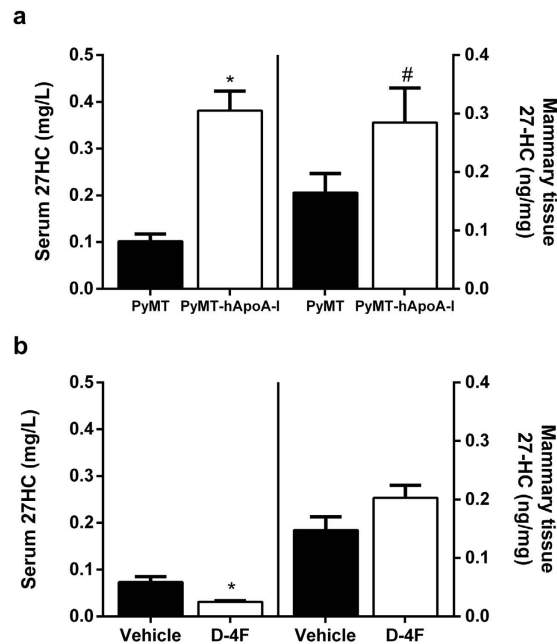 a
Serum 27HC (mg/L)
0.5
0.4
0.3
0.2
0.1
0.0
*
#
0.4
0.3
0.2
0.1
0.0
Mammary tissue
27-HC (ng/mg)
PyMT PyMT-hApoA-I PyMT PyMT-hApoA-I
b
Serum 27HC (mg/L)
0.5
0.4
0.3
0.2
0.1
0.0
*
0.4
0.3
0.2
0.1
0.0
Mammary tissue
27-HC (ng/mg)
Vehicle D-4F Vehicle D-4F